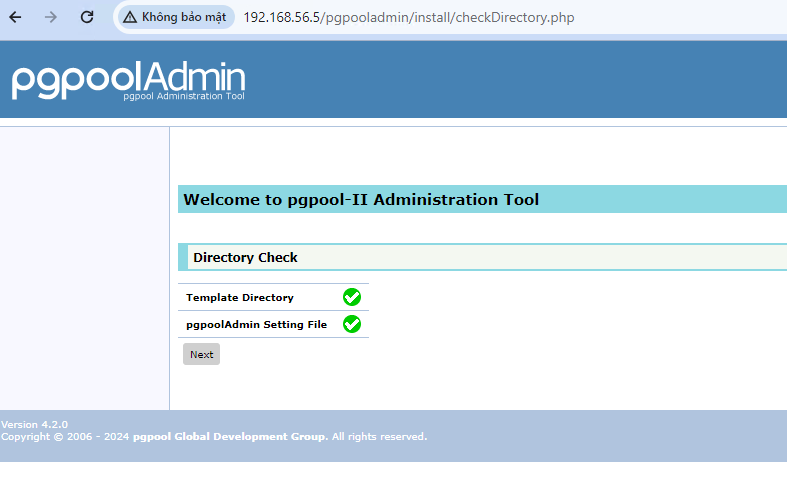 Không bảo mật 192.168.56.5/pgpooladmin/install/checkDirectory.php
pgpoolAdmin
pgpool Administration Tool
Welcome to pgpool-II Administration Tool
Directory Check
Template Directory
pgpoolAdmin Setting File
Next
Version 4.2.0
Copyright © 2006 - 2024 pgpool Global Development Group. All rights reserved.